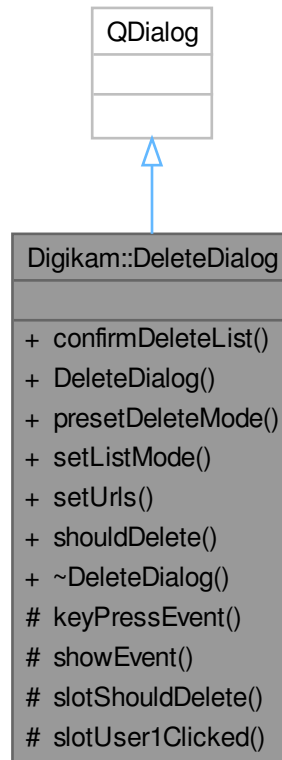 QDialog
Digikam::DeleteDialog
+ confirmDeleteList()
+ DeleteDialog()
+ presetDeleteMode()
+ setListMode()
+ setUrls()
+ shouldDelete()
+ ~DeleteDialog()
# keyPressEvent()
# showEvent()
# slotShouldDelete()
# slotUser1Clicked()